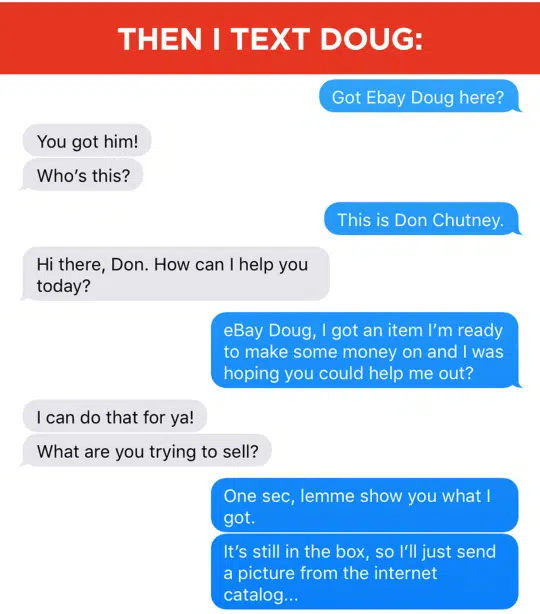 THEN I TEXT DOUG:
Got Ebay Doug here?
You got him!
Who's this?
This is Don Chutney.
Hi there, Don. How can I help you
today?
eBay Doug, I got an item I'm ready
to make some money on and I was
hoping you could help me out?
I can do that for ya!
What are you trying to sell?
One sec, lemme show you what I
got.
It's still in the box, so I'll just send
a picture from the internet
catalog...